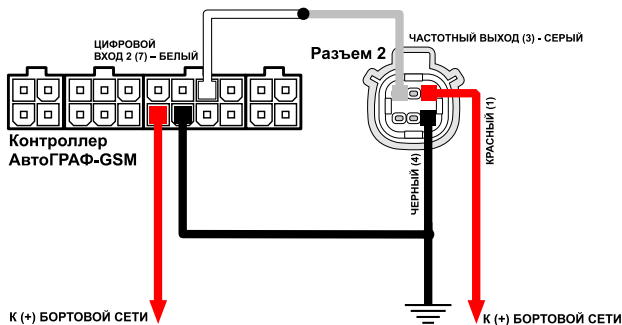 ЦИФРОВОЙ
ВХОД 2 (7) – БЕЛЫЙ
ЧАСТОТНЫЙ ВЫХОД (3) - СЕРЫЙ
Разъем 2
Контроллер
АвтоГРАФ-GSM
ЧЕРНЫЙ (4)
КРАСНЫЙ (1)
К (+) БОРТОВОЙ СЕТИ
К (+) БОРТОВОЙ СЕТИ